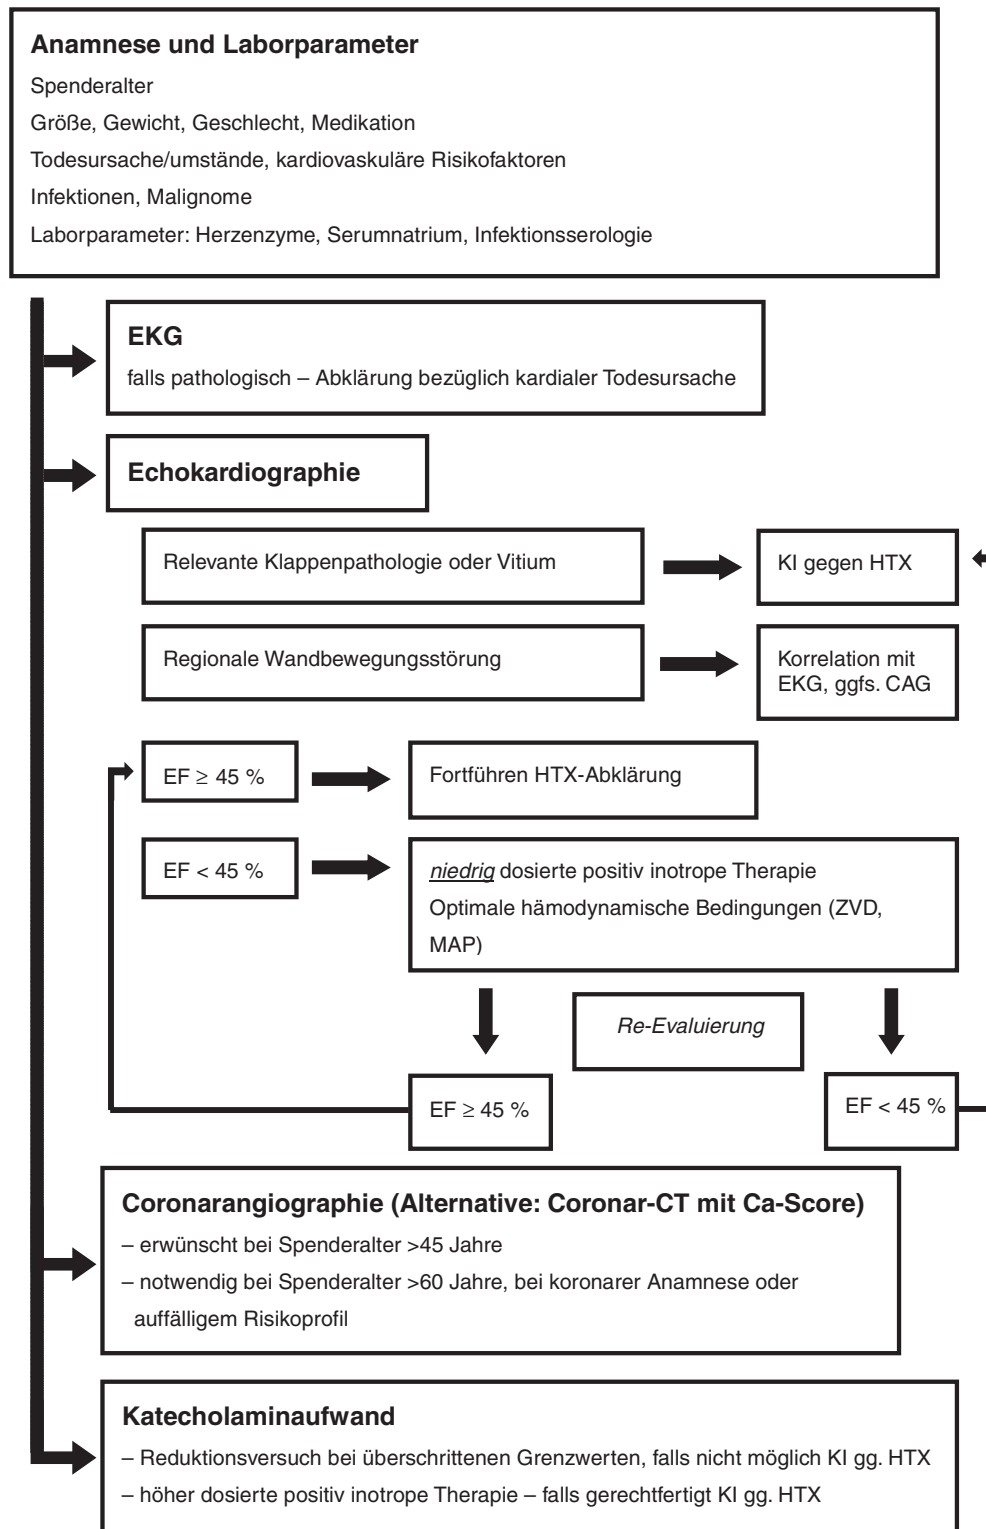 Anamnese und Laborparameter
Spenderalter
Größe, Gewicht, Geschlecht, Medikation
Todesursache/umstände, kardiovaskuläre Risikofaktoren
Infektionen, Malignome
Laborparameter: Herzenzyme, Serumnatrium, Infektionsserologie
EKG
falls pathologisch – Abklärung bezüglich kardialer Todesursache
Echokardiographie
Relevante Klappenpathologie oder Vitium
KI gegen HTX
Regionale Wandbewegungsstörung
Korrelation mit
EKG, ggfs. CAG
EF ≥ 45 %
Fortführen HTX-Abklärung
EF < 45 %
niedrig dosierte positiv inotrope Therapie
Optimale hämodynamische Bedingungen (ZVD,
MAP)
Re-Evaluierung
EF ≥ 45 %
EF < 45 %
Coronarangiographie (Alternative: Coronar-CT mit Ca-Score)
– erwünscht bei Spenderalter >45 Jahre
– notwendig bei Spenderalter >60 Jahre, bei koronarer Anamnese oder
auffälligem Risikoprofil
Katecholaminaufwand
– Reduktionsversuch bei überschrittenen Grenzwerten, falls nicht möglich KI gg. HTX
– höher dosierte positiv inotrope Therapie – falls gerechtfertigt KI gg. HTX